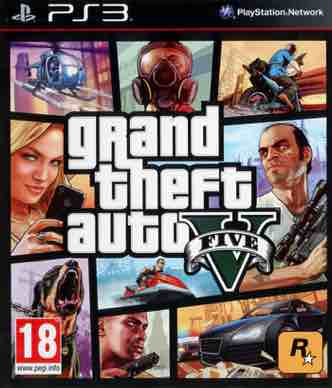 PS3
PlayStation®Network
grand
theft
auto
V
FIVE
18
www.pegi.info
R